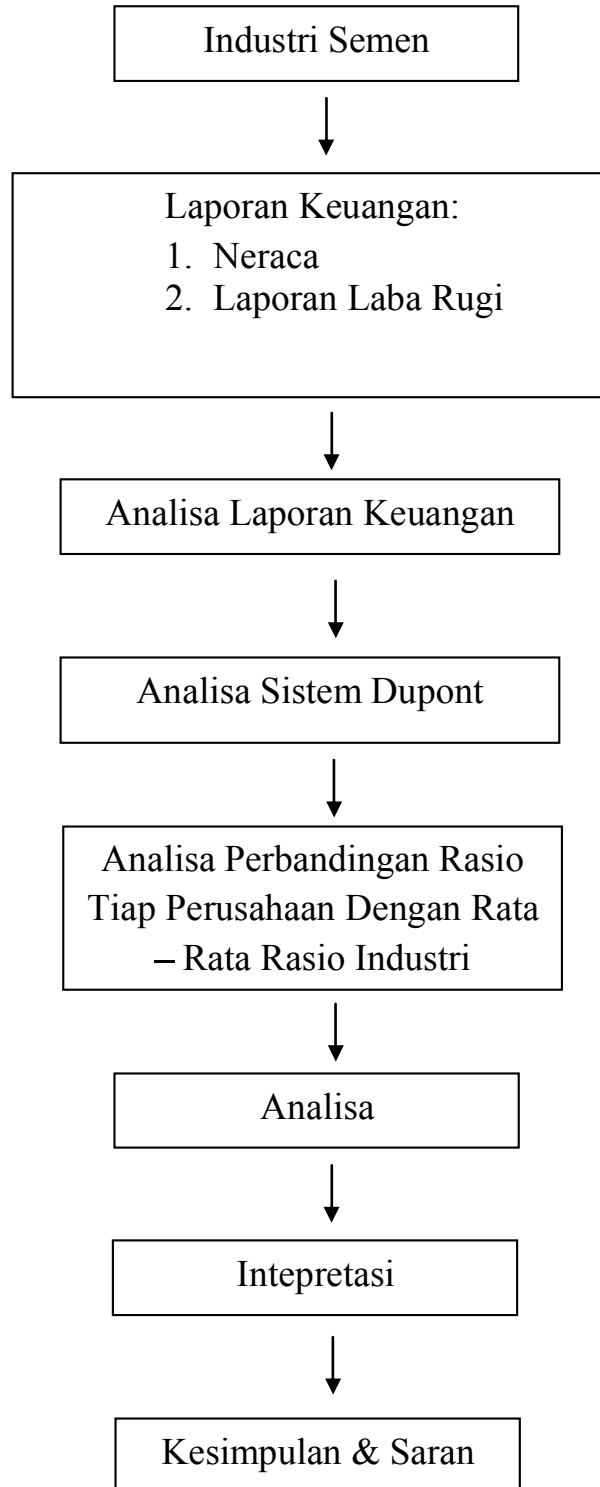 Industri Semen
Laporan Keuangan:
1. Neraca
2. Laporan Laba Rugi
Analisa Laporan Keuangan
Analisa Sistem Dupont
Analisa Perbandingan Rasio
Tiap Perusahaan Dengan Rata
– Rata Rasio Industri
Analisa
Intepretasi
Kesimpulan & Saran